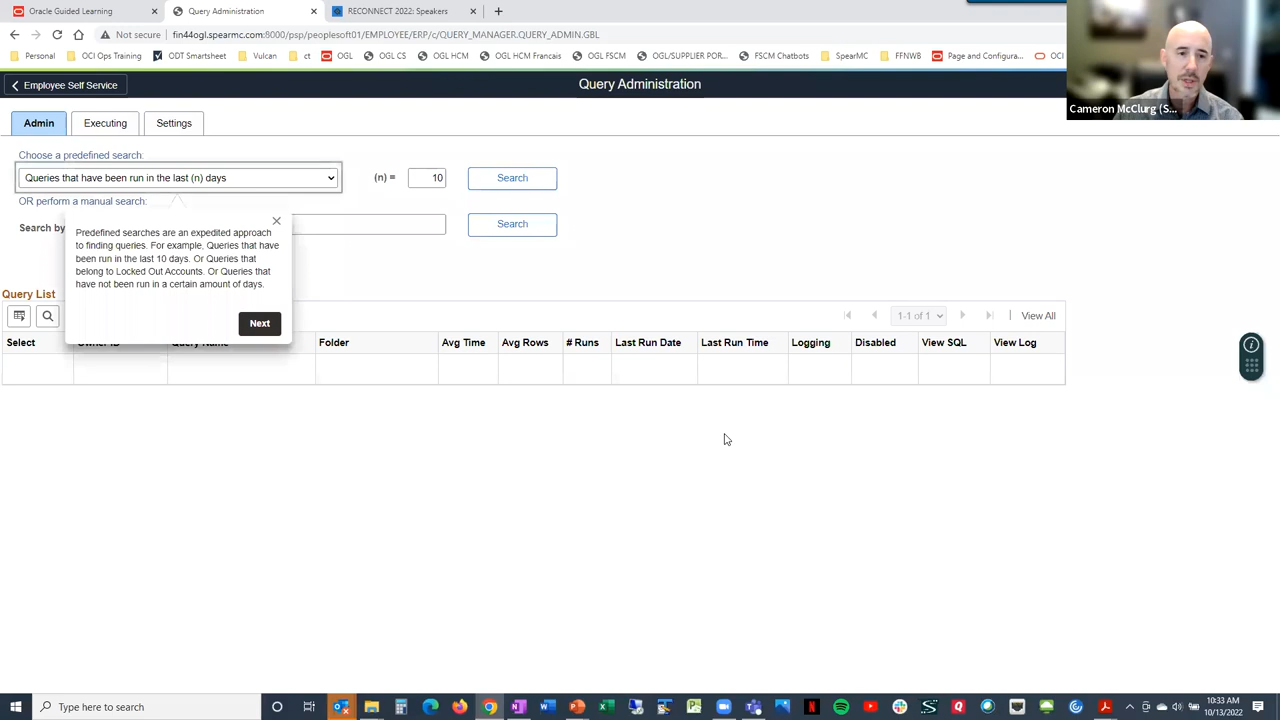 Oracle Guided Learning
Query Administration
RECONNECT 2022: Speakers
Not secure
fin44ogl.spearmc.com:8000/psp/peoplesoft01/EMPLOYEE/ERP/c/QUERY_MANAGER.QUERY_ADMIN.GBL
Personal
OCI Ops Training
ODT Smartsheet
Vulcan
ct
OGL
OGL CS
OGL HCM
OGL HCM Francais
OGL FSCM
OGL/SUPPLIER POR...
FSCM Chatbots
SpearMC
FFNWB
Page and Configura...
OCI
Cameron McClurg (S...
Employee Self Service
Query Administration
Admin
Executing
Settings
Choose a predefined search:
Queries that have been run in the last (n) days
(n) =
10
Search
OR perform a manual search:
Search by
Search
Predefined searches are an expedited approach
to finding queries. For example, Queries that have
been run in the last 10 days. Or Queries that
belong to Locked Out Accounts. Or Queries that
have not been run in a certain amount of days.
Next
Query List
1-1 of 1
View All
Select
Owner ID
Query Name
Folder
Avg Time
Avg Rows
# Runs
Last Run Date
Last Run Time
Logging
Disabled
View SQL
View Log
Type here to search
10:33 AM
10/13/2022